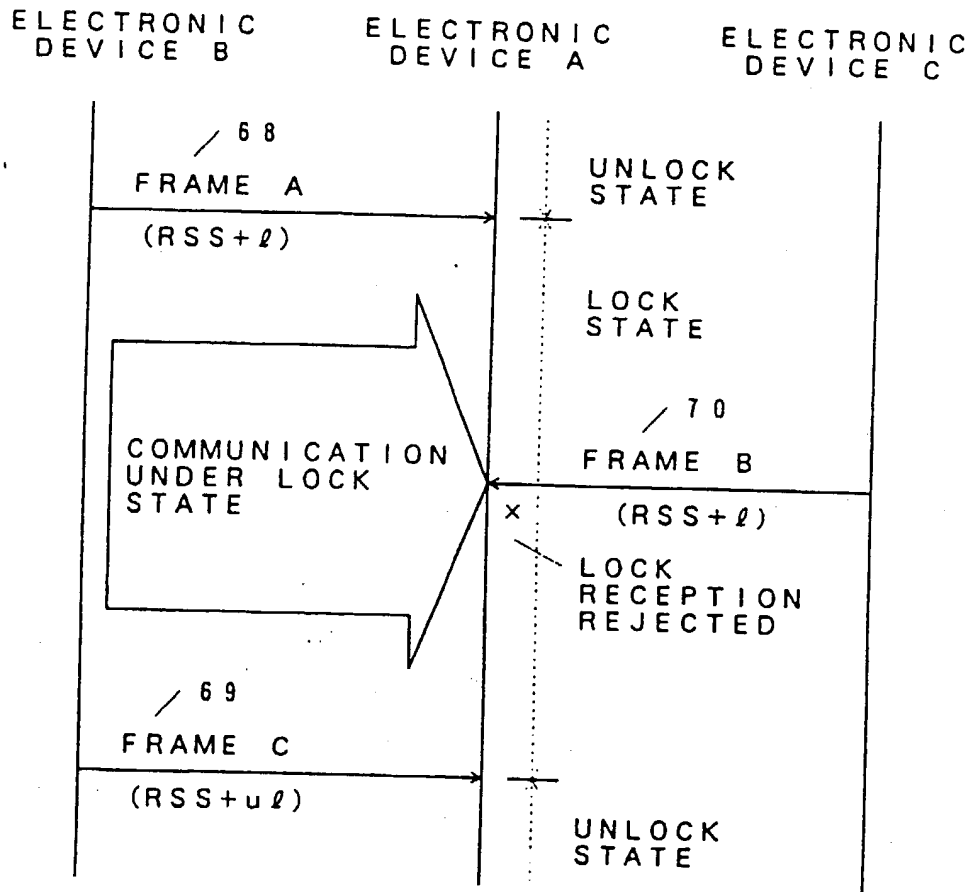 ELECTRONIC DEVICE B
ELECTRONIC DEVICE A
ELECTRONIC DEVICE C
68
FRAME A
(RSS+ℓ)
UNLOCK
STATE
LOCK
STATE
70
FRAME B
(RSS+ℓ)
COMMUNICATION
UNDER LOCK
STATE
×
LOCK
RECEPTION
REJECTED
69
FRAME C
(RSS+uℓ)
UNLOCK
STATE